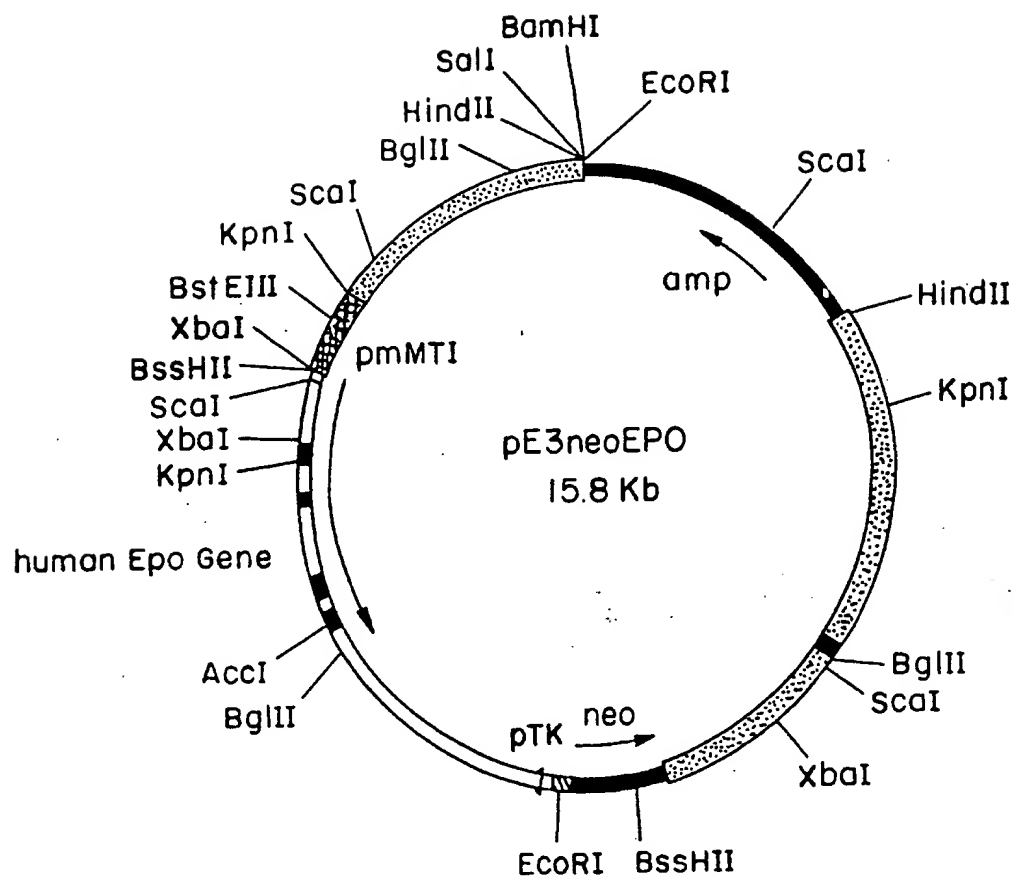 BamHI
SalI
EcoRI
HindII
BglII
ScaI
ScaI
KpnI
amp
BstEIII
HindII
XbaI
pmMTI
BssHII
KpnI
ScaI
XbaI
pE3neoEPO
KpnI
15.8 Kb
human Epo Gene
AccI
BglII
BglII
ScaI
pTK
neo
XbaI
EcoRI
BssHII